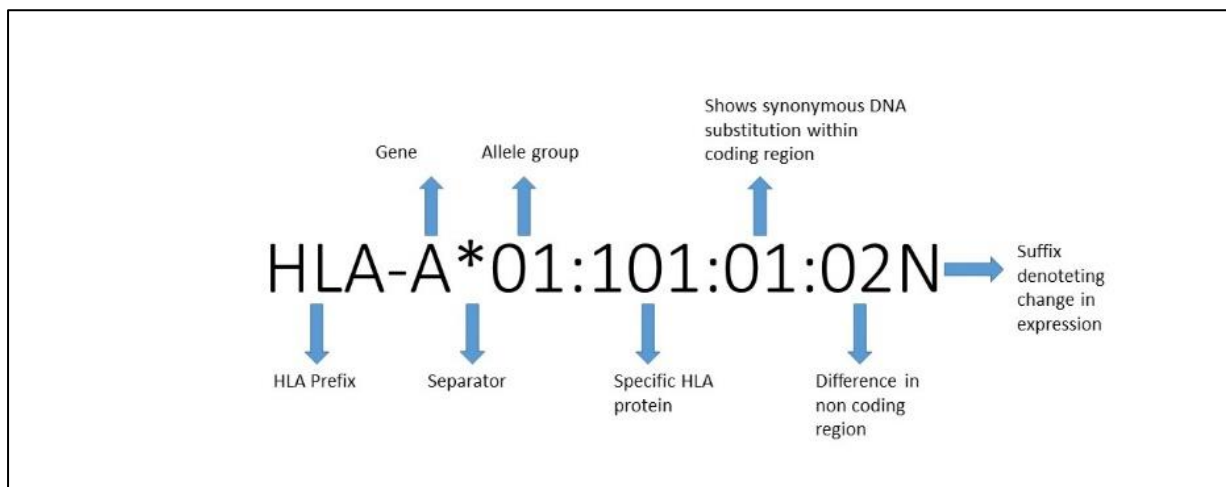 Shows synonymous DNA
substitution within
coding region
Gene
Allele group
HLA-A*01:101:01:02N
Suffix
denoteting
change in
expression
HLA Prefix
Separator
Specific HLA
protein
Difference in
non coding
region